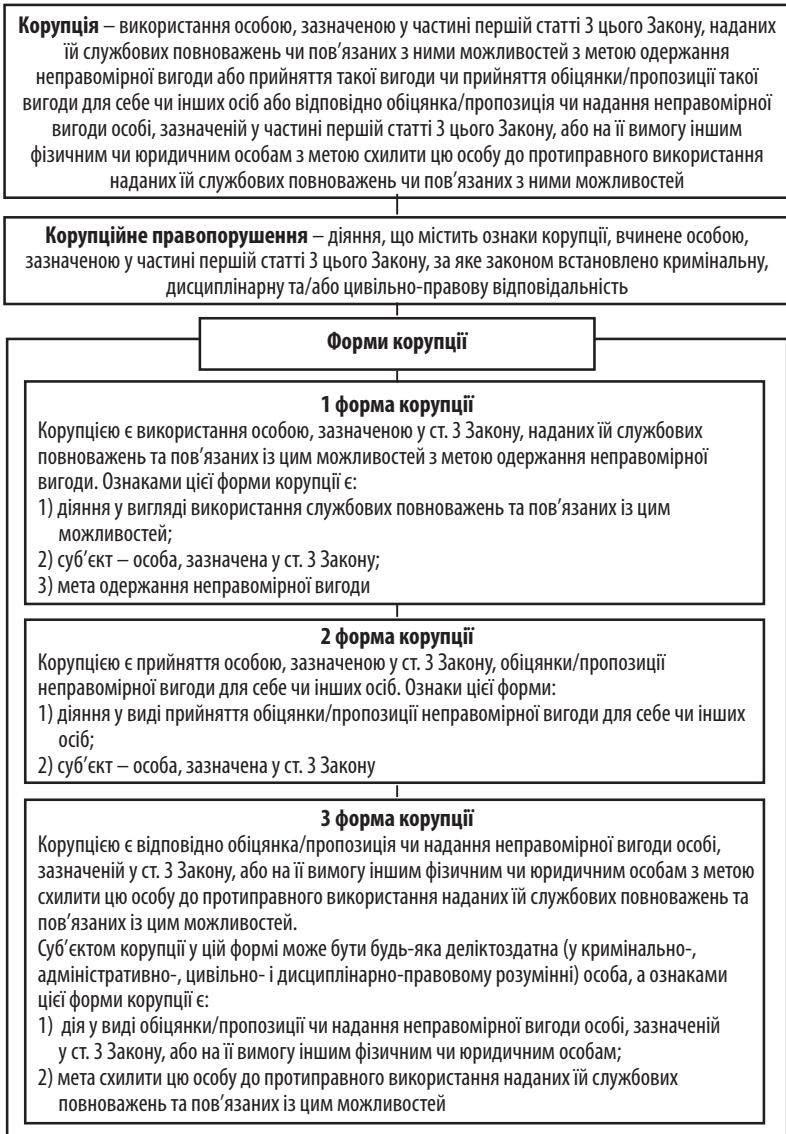 Корупція – використання особою, зазначеною у частині першій статті 3 цього Закону, наданих
їй службових повноважень чи пов’язаних з ними можливостей з метою одержання
неправомірної вигоди або прийняття такої вигоди чи прийняття обіцянки/пропозиції такої
вигоди для себе чи інших осіб або відповідно обіцянка/пропозиція чи надання неправомірної
вигоди особі, зазначеній у частині першій статті 3 цього Закону, або на її вимогу іншим
фізичним чи юридичним особам з метою схилити цю особу до протиправного використання
наданих їй службових повноважень чи пов’язаних з ними можливостей
Корупційне правопорушення – діяння, що містить ознаки корупції, вчинене особою,
зазначеною у частині першій статті 3 цього Закону, за яке законом встановлено кримінальну,
дисциплінарну та/або цивільно-правову відповідальність
Форми корупції
1 форма корупції
Корупцією є використання особою, зазначеною у ст. 3 Закону, наданих їй службових
повноважень та пов’язаних із цим можливостей з метою одержання неправомірної
вигоди. Ознаками цієї форми корупції є:
1) діяння у вигляді використання службових повноважень та пов’язаних із цим
можливостей;
2) суб’єкт – особа, зазначена у ст. 3 Закону;
3) мета одержання неправомірної вигоди
2 форма корупції
Корупцією є прийняття особою, зазначеною у ст. 3 Закону, обіцянки/пропозиції
неправомірної вигоди для себе чи інших осіб. Ознаки цієї форми:
1) діяння у виді прийняття обіцянки/пропозиції неправомірної вигоди для себе чи інших
осіб;
2) суб’єкт – особа, зазначена у ст. 3 Закону
3 форма корупції
Корупцією є відповідно обіцянка/пропозиція чи надання неправомірної вигоди особі,
зазначеній у ст. 3 Закону, або на її вимогу іншим фізичним чи юридичним особам з метою
схилити цю особу до протиправного використання наданих їй службових повноважень та
пов’язаних із цим можливостей.
Суб’єктом корупції у цій формі може бути будь-яка деліктоздатна (у кримінально-,
адміністративно-, цивільно- і дисциплінарно-правовому розумінні) особа, а ознаками
цієї форми корупції є:
1) дія у виді обіцянки/пропозиції чи надання неправомірної вигоди особі, зазначеній
у ст. 3 Закону, або на її вимогу іншим фізичним чи юридичним особам;
2) мета схилити цю особу до протиправного використання наданих їй службових
повноважень та пов’язаних із цим можливостей